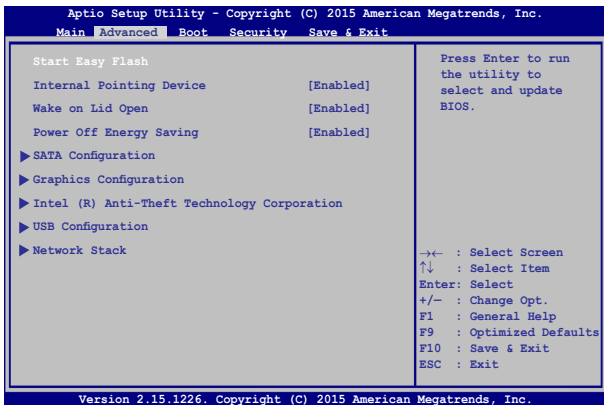 Aptio Setup Utility - Copyright (C) 2015 American Megatrends, Inc.
Main Advanced Boot Security Save & Exit
Start Easy Flash
Internal Pointing Device [Enabled]
Wake on Lid Open [Enabled]
Power Off Energy Saving [Enabled]
▶ SATA Configuration
▶ Graphics Configuration
▶ Intel (R) Anti-Theft Technology Corporation
▶ USB Configuration
▶ Network Stack
Press Enter to run
the utility to
select and update
BIOS.
→← : Select Screen
↑↓ : Select Item
Enter: Select
+/— : Change Opt.
F1 : General Help
F9 : Optimized Defaults
F10 : Save & Exit
ESC : Exit
Version 2.15.1226. Copyright (C) 2015 American Megatrends, Inc.